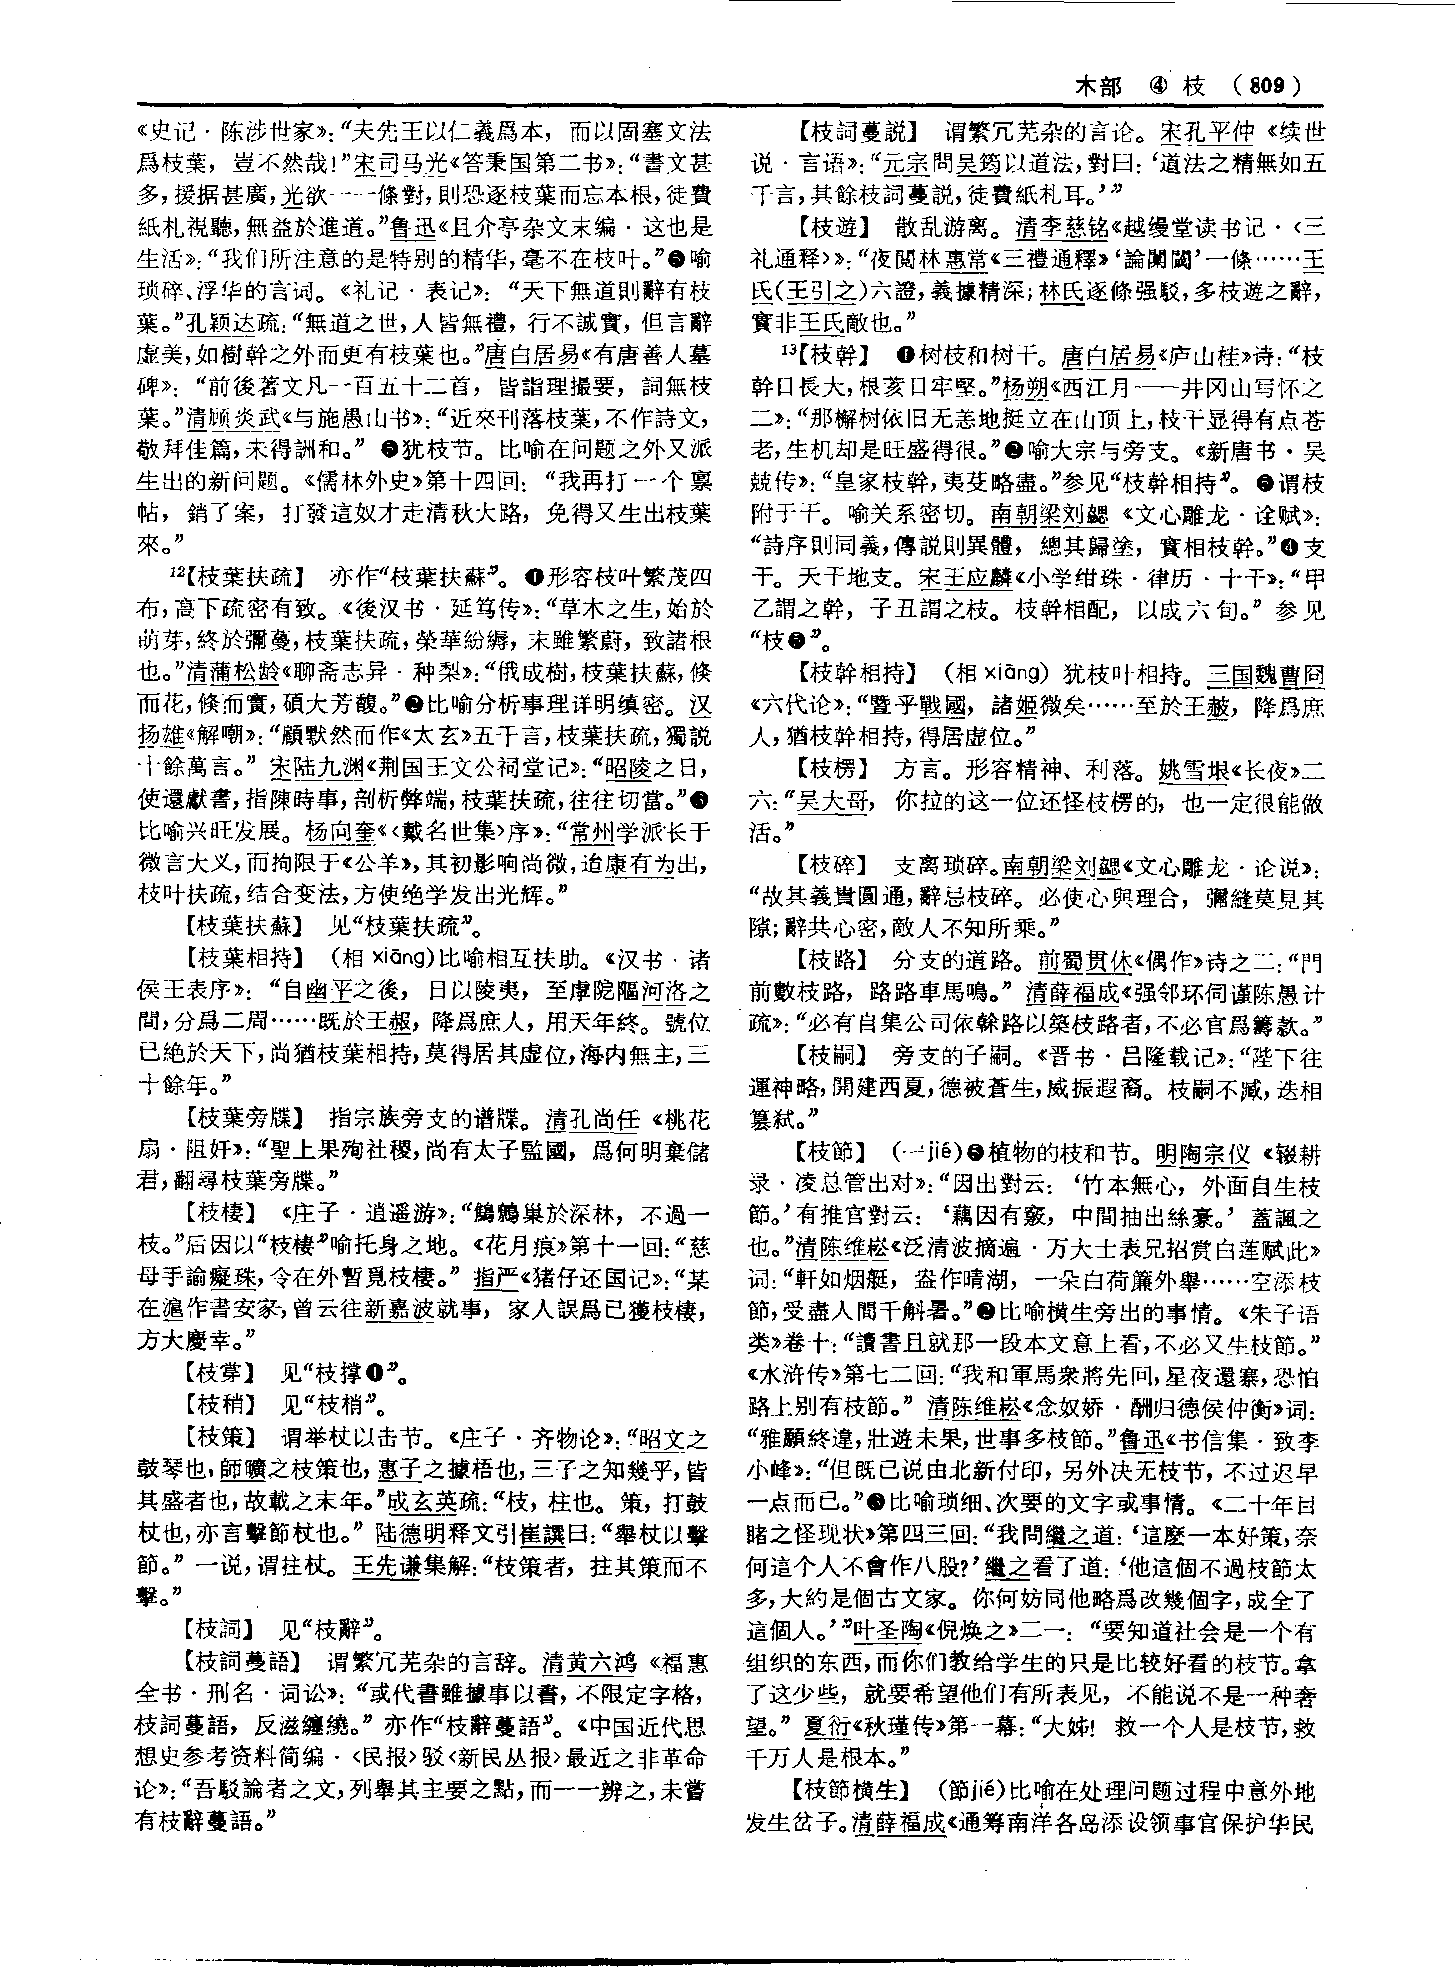 木部 ④ 枝 (809)
《史记·陈涉世家》：“夫先王以仁義爲本，而以固塞文法
爲枝葉，豈不然哉！”宋司马光《答秉国第二书》：“書文甚
多，援据甚廣，光欲一一條對，則恐逐枝葉而忘本根，徒費
紙札視聽，無益於進道。”鲁迅《且介亭杂文末编·这也是
生活》：“我们所注意的是特别的精华，毫不在枝叶。”❺喻
琐碎、浮华的言词。《礼记·表记》：“天下無道則辭有枝
葉。”孔颖达疏：“無道之世，人皆無禮，行不誠實，但言辭
虚美，如樹幹之外而更有枝葉也。”唐白居易《有唐善人墓
碑》：“前後著文凡一百五十二首，皆詣理撮要，詞無枝
葉。”清顾炎武《与施愚山书》：“近來刊落枝葉，不作詩文，
敬拜佳篇，未得詶和。”❻犹枝节。比喻在问题之外又派
生出的新问题。《儒林外史》第十四回：“我再打一个禀
帖，銷了案，打發這奴才走清秋大路，免得又生出枝葉
來。”
12【枝葉扶疏】 亦作“枝葉扶蘇”。❶形容枝叶繁茂四
布，高下疏密有致。《後汉书·延笃传》：“草木之生，始於
萌芽，終於彌蔓，枝葉扶疏，榮華紛縟，末雖繁蔚，致諸根
也。”清蒲松龄《聊斋志异·种梨》：“俄成樹，枝葉扶蘇，倏
而花，倏而實，碩大芳馥。”❷比喻分析事理详明缜密。汉
扬雄《解嘲》：“顧默然而作《太玄》五千言，枝葉扶疏，獨説
十餘萬言。”宋陆九渊《荆国王文公祠堂记》：“昭陵之日，
使還獻書，指陳時事，剖析弊端，枝葉扶疏，往往切當。”❸
比喻兴旺发展。杨向奎《〈戴名世集〉序》：“常州学派长于
微言大义，而拘限于《公羊》，其初影响尚微，迨康有为出，
枝叶扶疏，结合变法，方使绝学发出光辉。”
【枝葉扶蘇】 见“枝葉扶疏”。
【枝葉相持】 (相 xiāng)比喻相互扶助。《汉书·诸
侯王表序》：“自幽平之後，日以陵夷，至虖阸䧢河洛之
間，分爲二周……既於王赧，降爲庶人，用天年終。號位
已絶於天下，尚猶枝葉相持，莫得居其虚位，海内無主，三
十餘年。”
【枝葉旁牒】 指宗族旁支的谱牒。清孔尚任《桃花
扇·阻奸》：“聖上果殉社稷，尚有太子監國，爲何明棄儲
君，翻尋枝葉旁牒。”
【枝棲】 《庄子·逍遥游》：“鷦鷯巢於深林，不過一
枝。”后因以“枝棲”喻托身之地。《花月痕》第十一回：“慈
母手諭癡珠，令在外暫覓枝棲。”指严《猪仔还国记》：“某
在滬作書安家，曾云往新嘉波就事，家人誤爲已獲枝棲，
方大慶幸。”
【枝䇯】 见“枝撑❶”。
【枝稍】 见“枝梢”。
【枝策】 谓举杖以击节。《庄子·齐物论》：“昭文之
鼓琴也，師曠之枝策也，惠子之據梧也，三子之知幾乎，皆
其盛者也，故載之末年。”成玄英疏：“枝，柱也。策，打鼓
杖也，亦言擊節杖也。”陆德明释文引崔譔曰：“舉杖以擊
節。”一说，谓拄杖。王先谦集解：“枝策者，拄其策而不
擊。”
【枝詞】 见“枝辭”。
【枝詞蔓語】 谓繁冗芜杂的言辞。清黄六鸿《福惠
全书·刑名·词讼》：“或代書雖據事以書，不限定字格，
枝詞蔓語，反滋纏繞。”亦作“枝辭蔓語”。《中国近代思
想史参考资料简编·〈民报〉驳〈新民丛报〉最近之非革命
论》：“吾駁論者之文，列舉其主要之點，而一一辨之，未嘗
有枝辭蔓語。”
【枝詞蔓説】 谓繁冗芜杂的言论。宋孔平仲《续世
说·言语》：“元宗問吴筠以道法，對曰：‘道法之精無如五
千言，其餘枝詞蔓説，徒費紙札耳。’”
【枝遊】 散乱游离。清李慈铭《越缦堂读书记·〈三
礼通释〉》：“夜閲林惠常《三禮通釋》‘論闑閾’一條……王
氏(王引之)六證，義據精深；林氏逐條强駁，多枝遊之辭，
實非王氏敵也。”
13【枝幹】 ❶树枝和树干。唐白居易《庐山桂》诗：“枝
幹日長大，根荄日牢堅。”杨朔《西江月——井冈山写怀之
二》：“那檞树依旧无恙地挺立在山顶上，枝干显得有点苍
老，生机却是旺盛得很。”❷喻大宗与旁支。《新唐书·吴
兢传》：“皇家枝幹，夷芟略盡。”参见“枝幹相持”。❸谓枝
附于干。喻关系密切。南朝梁刘勰《文心雕龙·诠赋》：
“詩序則同義，傳説則異體，總其歸塗，實相枝幹。”❹支
干。天干地支。宋王应麟《小学绀珠·律历·十干》：“甲
乙謂之幹，子丑謂之枝。枝幹相配，以成六旬。”参见
“枝❺”。
【枝幹相持】 (相 xiāng) 犹枝叶相持。三国魏曹冏
《六代论》：“暨乎戰國，諸姬微矣……至於王赧，降爲庶
人，猶枝幹相持，得居虚位。”
【枝楞】 方言。形容精神、利落。姚雪垠《长夜》二
六：“吴大哥，你拉的这一位还怪枝楞的，也一定很能做
活。”
【枝碎】 支离琐碎。南朝梁刘勰《文心雕龙·论说》：
“故其義貴圓通，辭忌枝碎。必使心與理合，彌縫莫見其
隙；辭共心密，敵人不知所乘。”
【枝路】 分支的道路。前蜀贯休《偶作》诗之二：“門
前數枝路，路路車馬鳴。”清薛福成《强邻环伺谨陈愚计
疏》：“必有自集公司依榦路以築枝路者，不必官爲籌款。”
【枝嗣】 旁支的子嗣。《晋书·吕隆载记》：“陛下往
運神略，開建西夏，德被蒼生，威振遐裔。枝嗣不臧，迭相
篡弑。”
【枝節】 (一jié)❶植物的枝和节。明陶宗仪《辍耕
录·凌总管出对》：“因出對云：‘竹本無心，外面自生枝
節。’有推官對云：‘藕因有竅，中間抽出絲豪。’蓋諷之
也。”清陈维崧《泛清波摘遍·万大士表兄招赏白莲赋此》
词：“軒如烟艇，盎作晴湖，一朵白荷簾外舉……空添枝
節，受盡人間千斛暑。”❷比喻横生旁出的事情。《朱子语
类》卷十：“讀書且就那一段本文意上看，不必又生枝節。”
《水浒传》第七二回：“我和軍馬衆將先回，星夜還寨，恐怕
路上别有枝節。”清陈维崧《念奴娇·酬归德侯仲衡》词：
“雅願終違，壯遊未果，世事多枝節。”鲁迅《书信集·致李
小峰》：“但既已说由北新付印，另外决无枝节，不过迟早
一点而已。”❸比喻琐细、次要的文字或事情。《二十年目
睹之怪现状》第四三回：“我問繼之道：‘這麽一本好策，奈
何這个人不會作八股？’繼之看了道：‘他這個不過枝節太
多，大約是個古文家。你何妨同他略爲改幾個字，成全了
這個人。’”叶圣陶《倪焕之》二一：“要知道社会是一个有
组织的东西，而你们教给学生的只是比较好看的枝节。拿
了这少些，就要希望他们有所表见，不能说不是一种奢
望。”夏衍《秋瑾传》第一幕：“大姊！救一个人是枝节，救
千万人是根本。”
【枝節横生】 (節jié)比喻在处理问题过程中意外地
发生岔子。清薛福成《通筹南洋各岛添设领事官保护华民